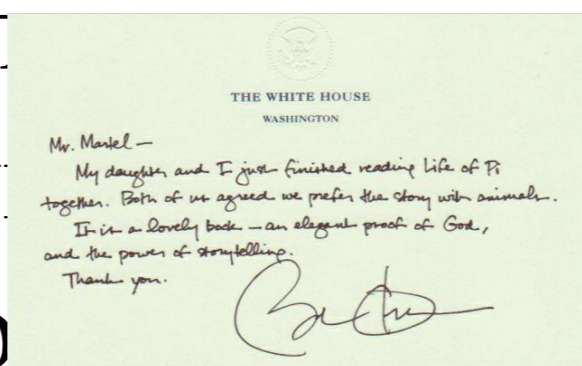 THE WHITE HOUSE
WASHINGTON
Mr. Martel —
My daughter and I just finished reading Life of Pi
together. Both of us agreed we prefer the story with animals.
It is a lovely book — an elegant proof of God,
and the power of storytelling.
Thank you.